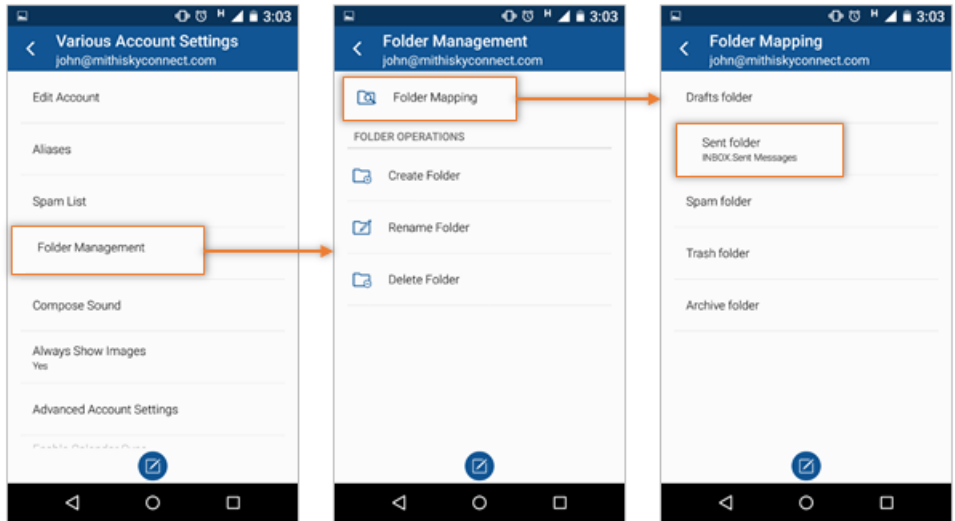 H 3:03
Various Account Settings
john@mithiskyconnect.com
Edit Account
Aliases
Spam List
Folder Management
Compose Sound
Always Show Images
Yes
Advanced Account Settings
Enable Calendar Sync
H 3:03
Folder Management
john@mithiskyconnect.com
Folder Mapping
FOLDER OPERATIONS
Create Folder
Rename Folder
Delete Folder
H 3:03
Folder Mapping
john@mithiskyconnect.com
Drafts folder
Sent folder
INBOX.Sent Messages
Spam folder
Trash folder
Archive folder